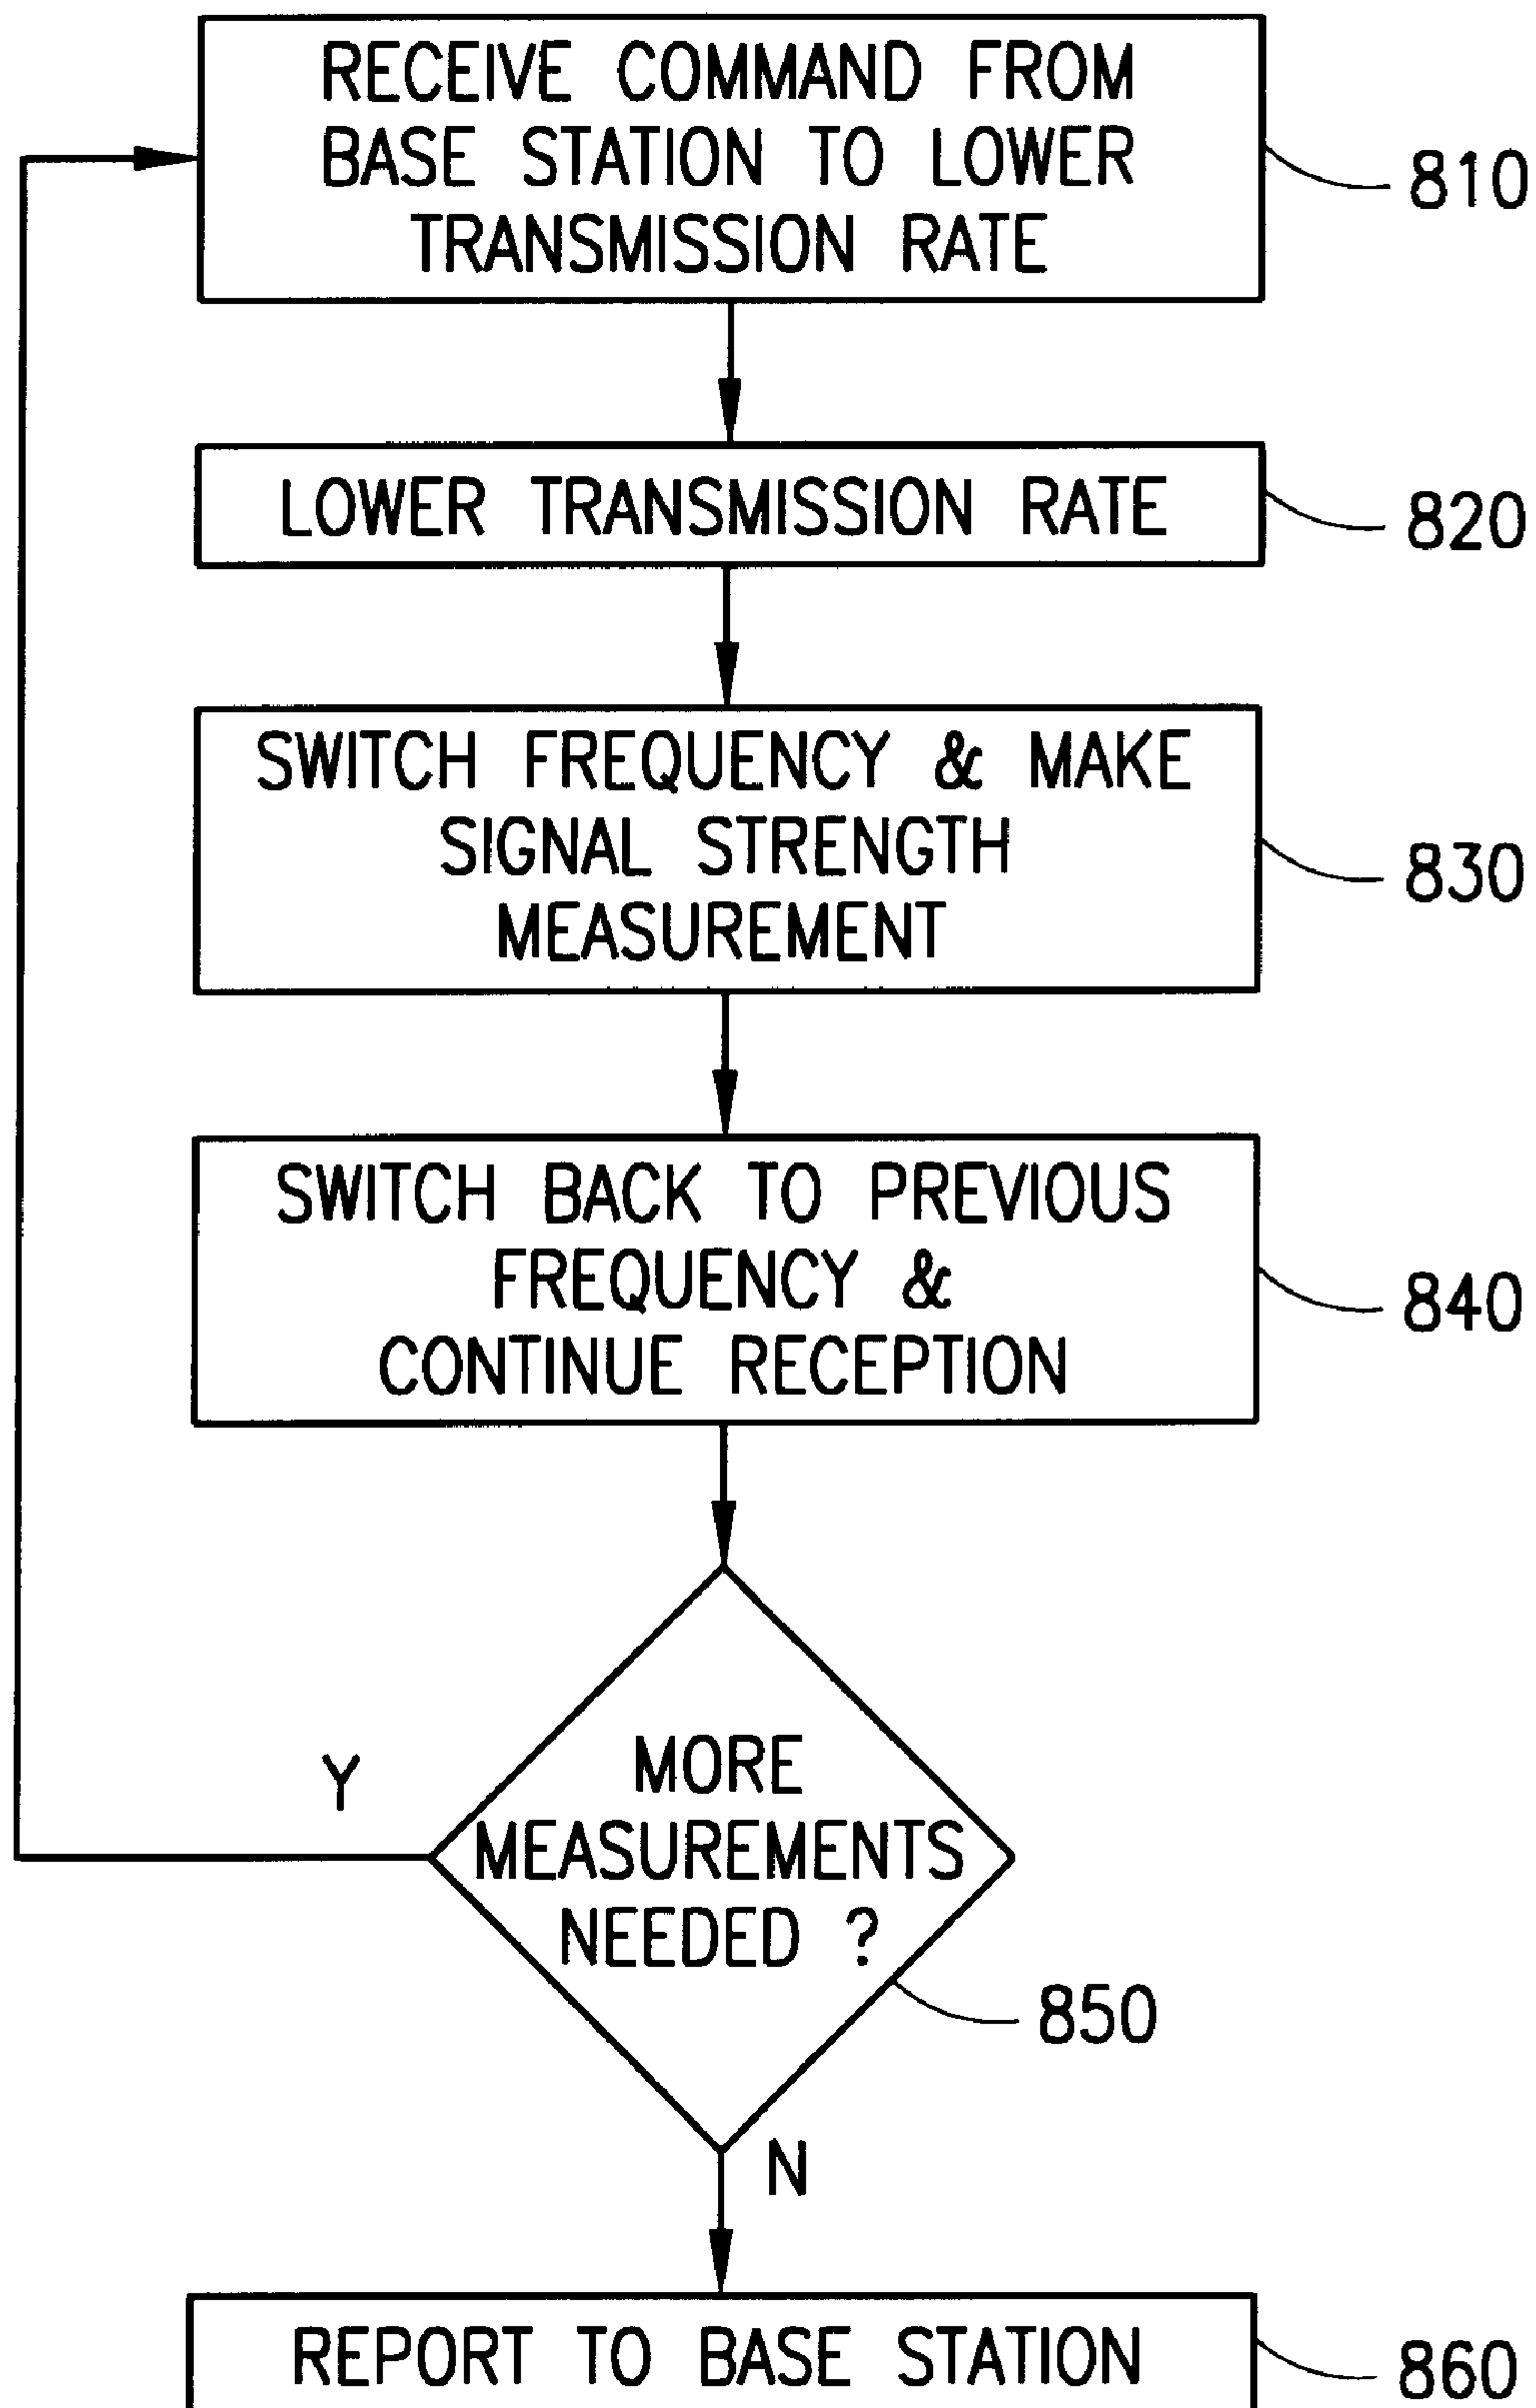 RECEIVE COMMAND FROM
BASE STATION TO LOWER
TRANSMISSION RATE
810
LOWER TRANSMISSION RATE
820
SWITCH FREQUENCY & MAKE
SIGNAL STRENGTH
MEASUREMENT
830
SWITCH BACK TO PREVIOUS
FREQUENCY &
CONTINUE RECEPTION
840
Y
MORE
MEASUREMENTS
NEEDED ?
850
N
REPORT TO BASE STATION
860